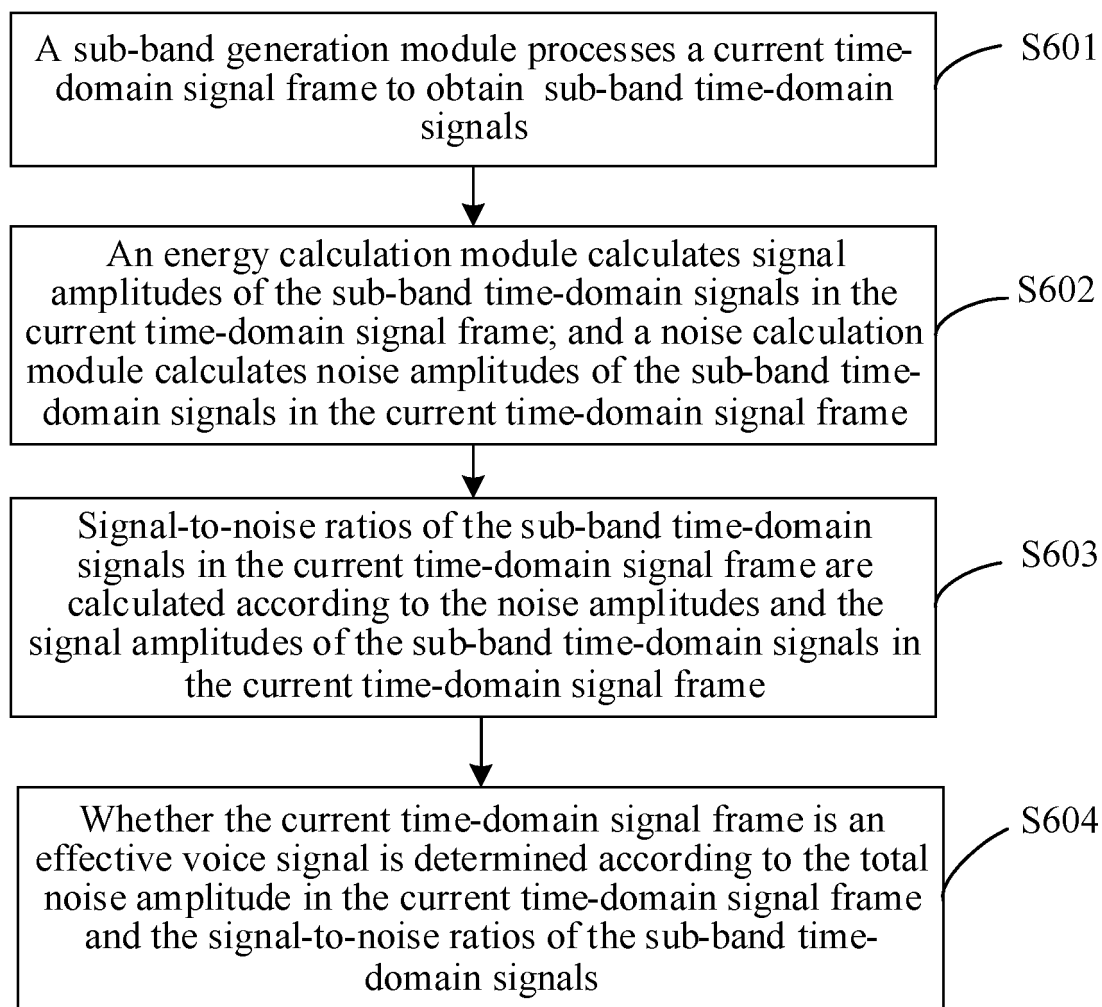 A sub-band generation module processes a current time-
domain signal frame to obtain sub-band time-domain
signals
S601
An energy calculation module calculates signal
amplitudes of the sub-band time-domain signals in the
current time-domain signal frame; and a noise calculation
module calculates noise amplitudes of the sub-band time-
domain signals in the current time-domain signal frame
S602
Signal-to-noise ratios of the sub-band time-domain
signals in the current time-domain signal frame are
calculated according to the noise amplitudes and the
signal amplitudes of the sub-band time-domain signals in
the current time-domain signal frame
S603
Whether the current time-domain signal frame is an
effective voice signal is determined according to the total
noise amplitude in the current time-domain signal frame
and the signal-to-noise ratios of the sub-band time-
domain signals
S604